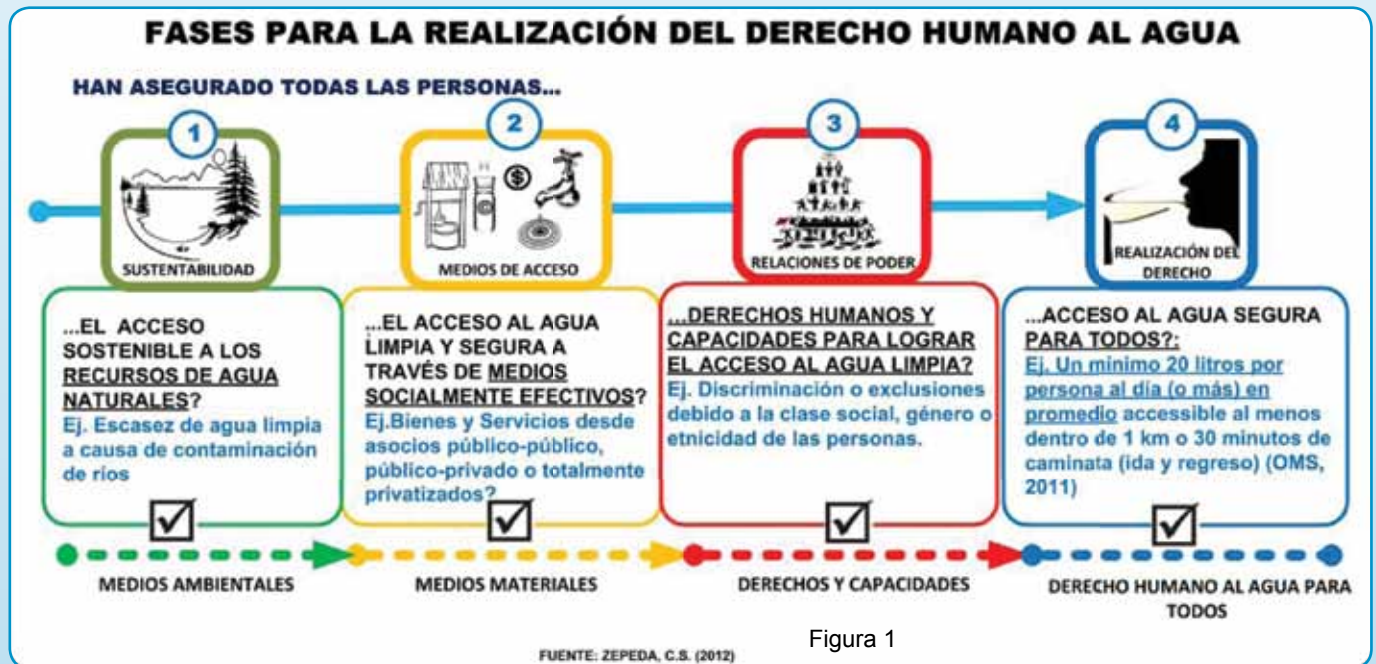 FASES PARA LA REALIZACIÓN DEL DERECHO HUMANO AL AGUA
HAN ASEGURADO TODAS LAS PERSONAS...
1
SUSTENTABILIDAD
...EL ACCESO
SOSTENIBLE A LOS
RECURSOS DE AGUA
NATURALES?
Ej. Escasez de agua limpia
a causa de contaminación
de ríos
MEDIOS AMBIENTALES
2
$
MEDIOS DE ACCESO
...EL ACCESO AL AGUA
LIMPIA Y SEGURA A
TRAVÉS DE MEDIOS
SOCIALMENTE EFECTIVOS?
Ej.Bienes y Servicios desde
asocios público-público,
público-privado o totalmente
privatizados?
MEDIOS MATERIALES
3
RELACIONES DE PODER
...DERECHOS HUMANOS Y
CAPACIDADES PARA LOGRAR
EL ACCESO AL AGUA LIMPIA?
Ej. Discriminación o exclusiones
debido a la clase social, género o
etnicidad de las personas.
DERECHOS Y CAPACIDADES
4
REALIZACIÓN DEL
DERECHO
...ACCESO AL AGUA SEGURA
PARA TODOS?:
Ej. Un mínimo 20 litros por
persona al día (o más) en
promedio accessible al menos
dentro de 1 km o 30 minutos de
caminata (ida y regreso) (OMS,
2011)
DERECHO HUMANO AL AGUA PARA
TODOS
Figura 1
FUENTE: ZEPEDA, C.S. (2012)